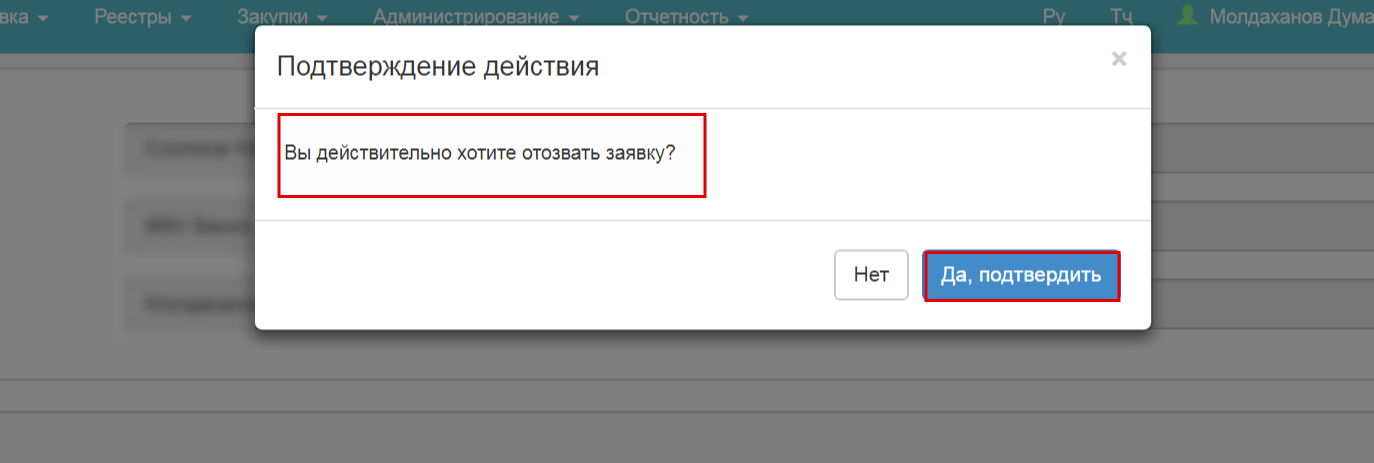 вка Реестры Закупки Администрирование Отчетность Ру Тч Молдаханов Дума
Подтверждение действия ×
Вы действительно хотите отозвать заявку?
Нет Да, подтвердить